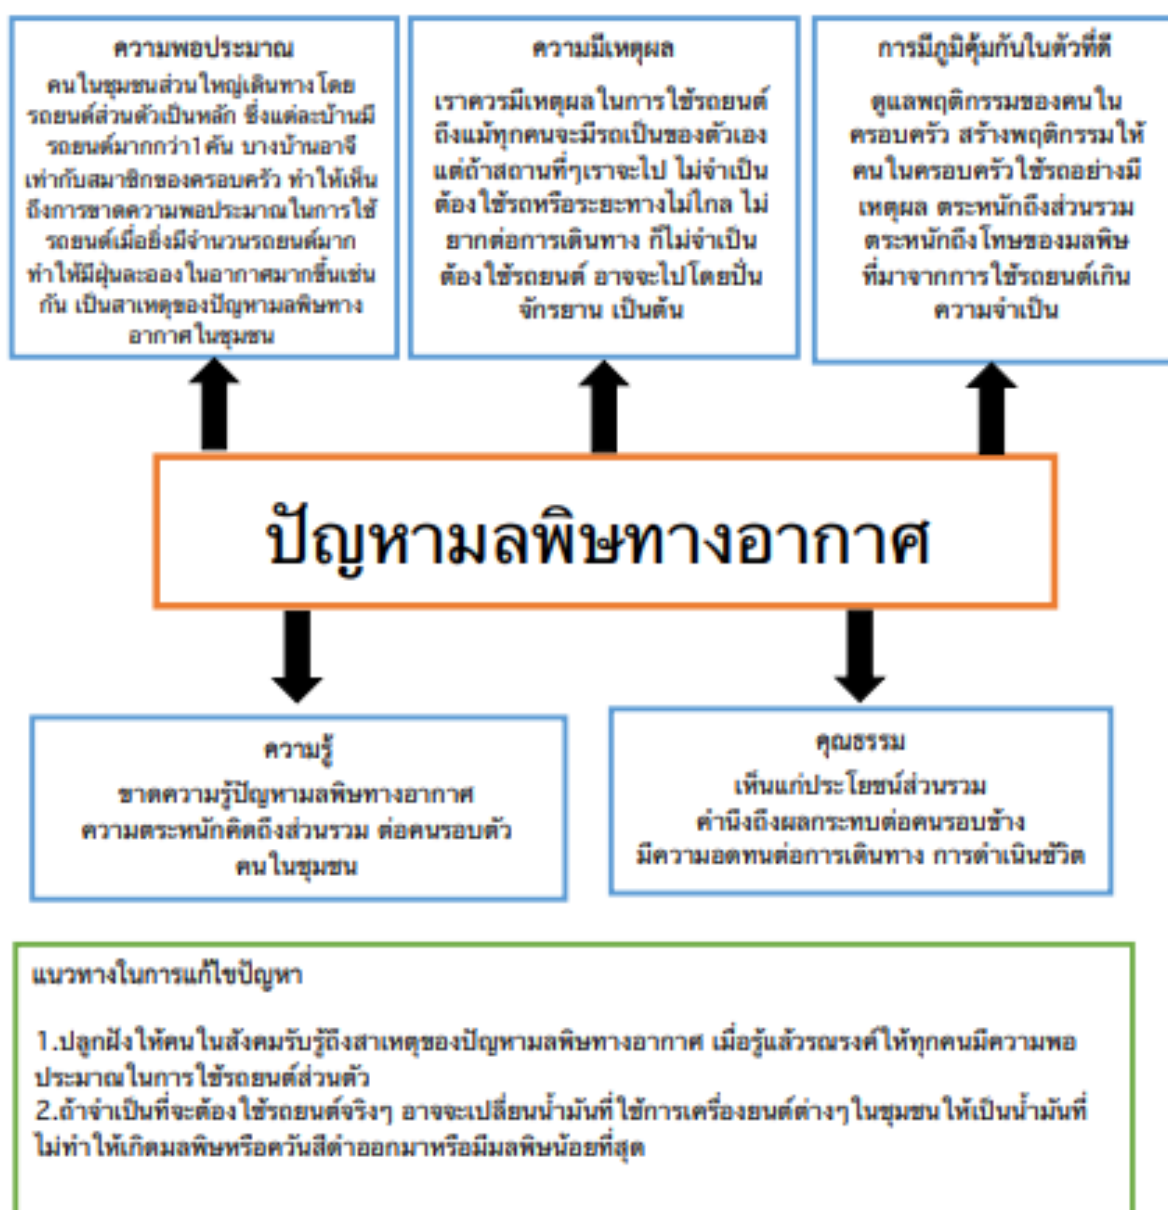 ความพอประมาณ
คนในชุมชนส่วนใหญ่เดินทางโดย
รถยนต์ส่วนตัวเป็นหลัก ซึ่งแต่ละบ้านมี
รถยนต์มากกว่า1คัน บางบ้านอาจี
เท่ากับสมาชิกของครอบครัว ทำให้เห็น
ถึงการขาดความพอประมาณในการใช้
รถยนต์เมื่อยิ่งมีจำนวนรถยนต์มาก
ทำให้มีฝุ่นละอองในอากาศมากขึ้นเช่น
กัน เป็นสาเหตุของปัญหามลพิษทาง
อากาศในชุมชน
ความมีเหตุผล
เราควรมีเหตุผลในการใช้รถยนต์
ถึงแม้ทุกคนจะมีรถเป็นของตัวเอง
แต่ถ้าสถานที่ๆเราจะไป ไม่จำเป็น
ต้องใช้รถหรือระยะทางไม่ไกล ไม่
ยากต่อการเดินทาง ก็ไม่จำเป็น
ต้องใช้รถยนต์ อาจจะไปโดยปั่น
จักรยาน เป็นต้น
การมีภูมิคุ้มกันในตัวที่ดี
ดูแลพฤติกรรมของคนใน
ครอบครัว สร้างพฤติกรรมให้
คนในครอบครัวใช้รถอย่างมี
เหตุผล ตระหนักถึงส่วนรวม
ตระหนักถึงโทษของมลพิษ
ที่มาจากการใช้รถยนต์เกิน
ความจำเป็น
ปัญหามลพิษทางอากาศ
ความรู้
ขาดความรู้ปัญหามลพิษทางอากาศ
ความตระหนักคิดถึงส่วนรวม ต่อคนรอบตัว
คนในชุมชน
คุณธรรม
เห็นแก่ประโยชน์ส่วนรวม
คำนึงถึงผลกระทบต่อคนรอบข้าง
มีความอดทนต่อการเดินทาง การดำเนินชีวิต
แนวทางในการแก้ไขปัญหา
1.ปลูกฝังให้คนในสังคมรับรู้ถึงสาเหตุของปัญหามลพิษทางอากาศ เมื่อรู้แล้วรณรงค์ให้ทุกคนมีความพอ
ประมาณในการใช้รถยนต์ส่วนตัว
2.ถ้าจำเป็นที่จะต้องใช้รถยนต์จริงๆ อาจจะเปลี่ยนน้ำมันที่ใช้การเครื่องยนต์ต่างๆในชุมชนให้เป็นน้ำมันที่
ไม่ทำให้เกิดมลพิษหรือควันสีดำออกมาหรือมีมลพิษน้อยที่สุด